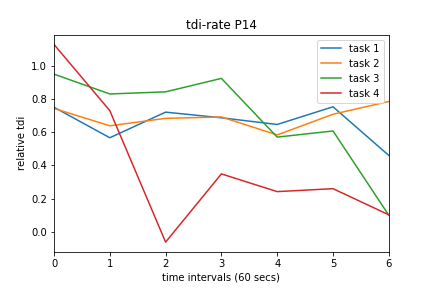 tdi-rate P14
task 1
task 2
task 3
task 4
relative tdi
1.0
0.8
0.6
0.4
0.2
0.0
0 1 2 3 4 5 6
time intervals (60 secs)